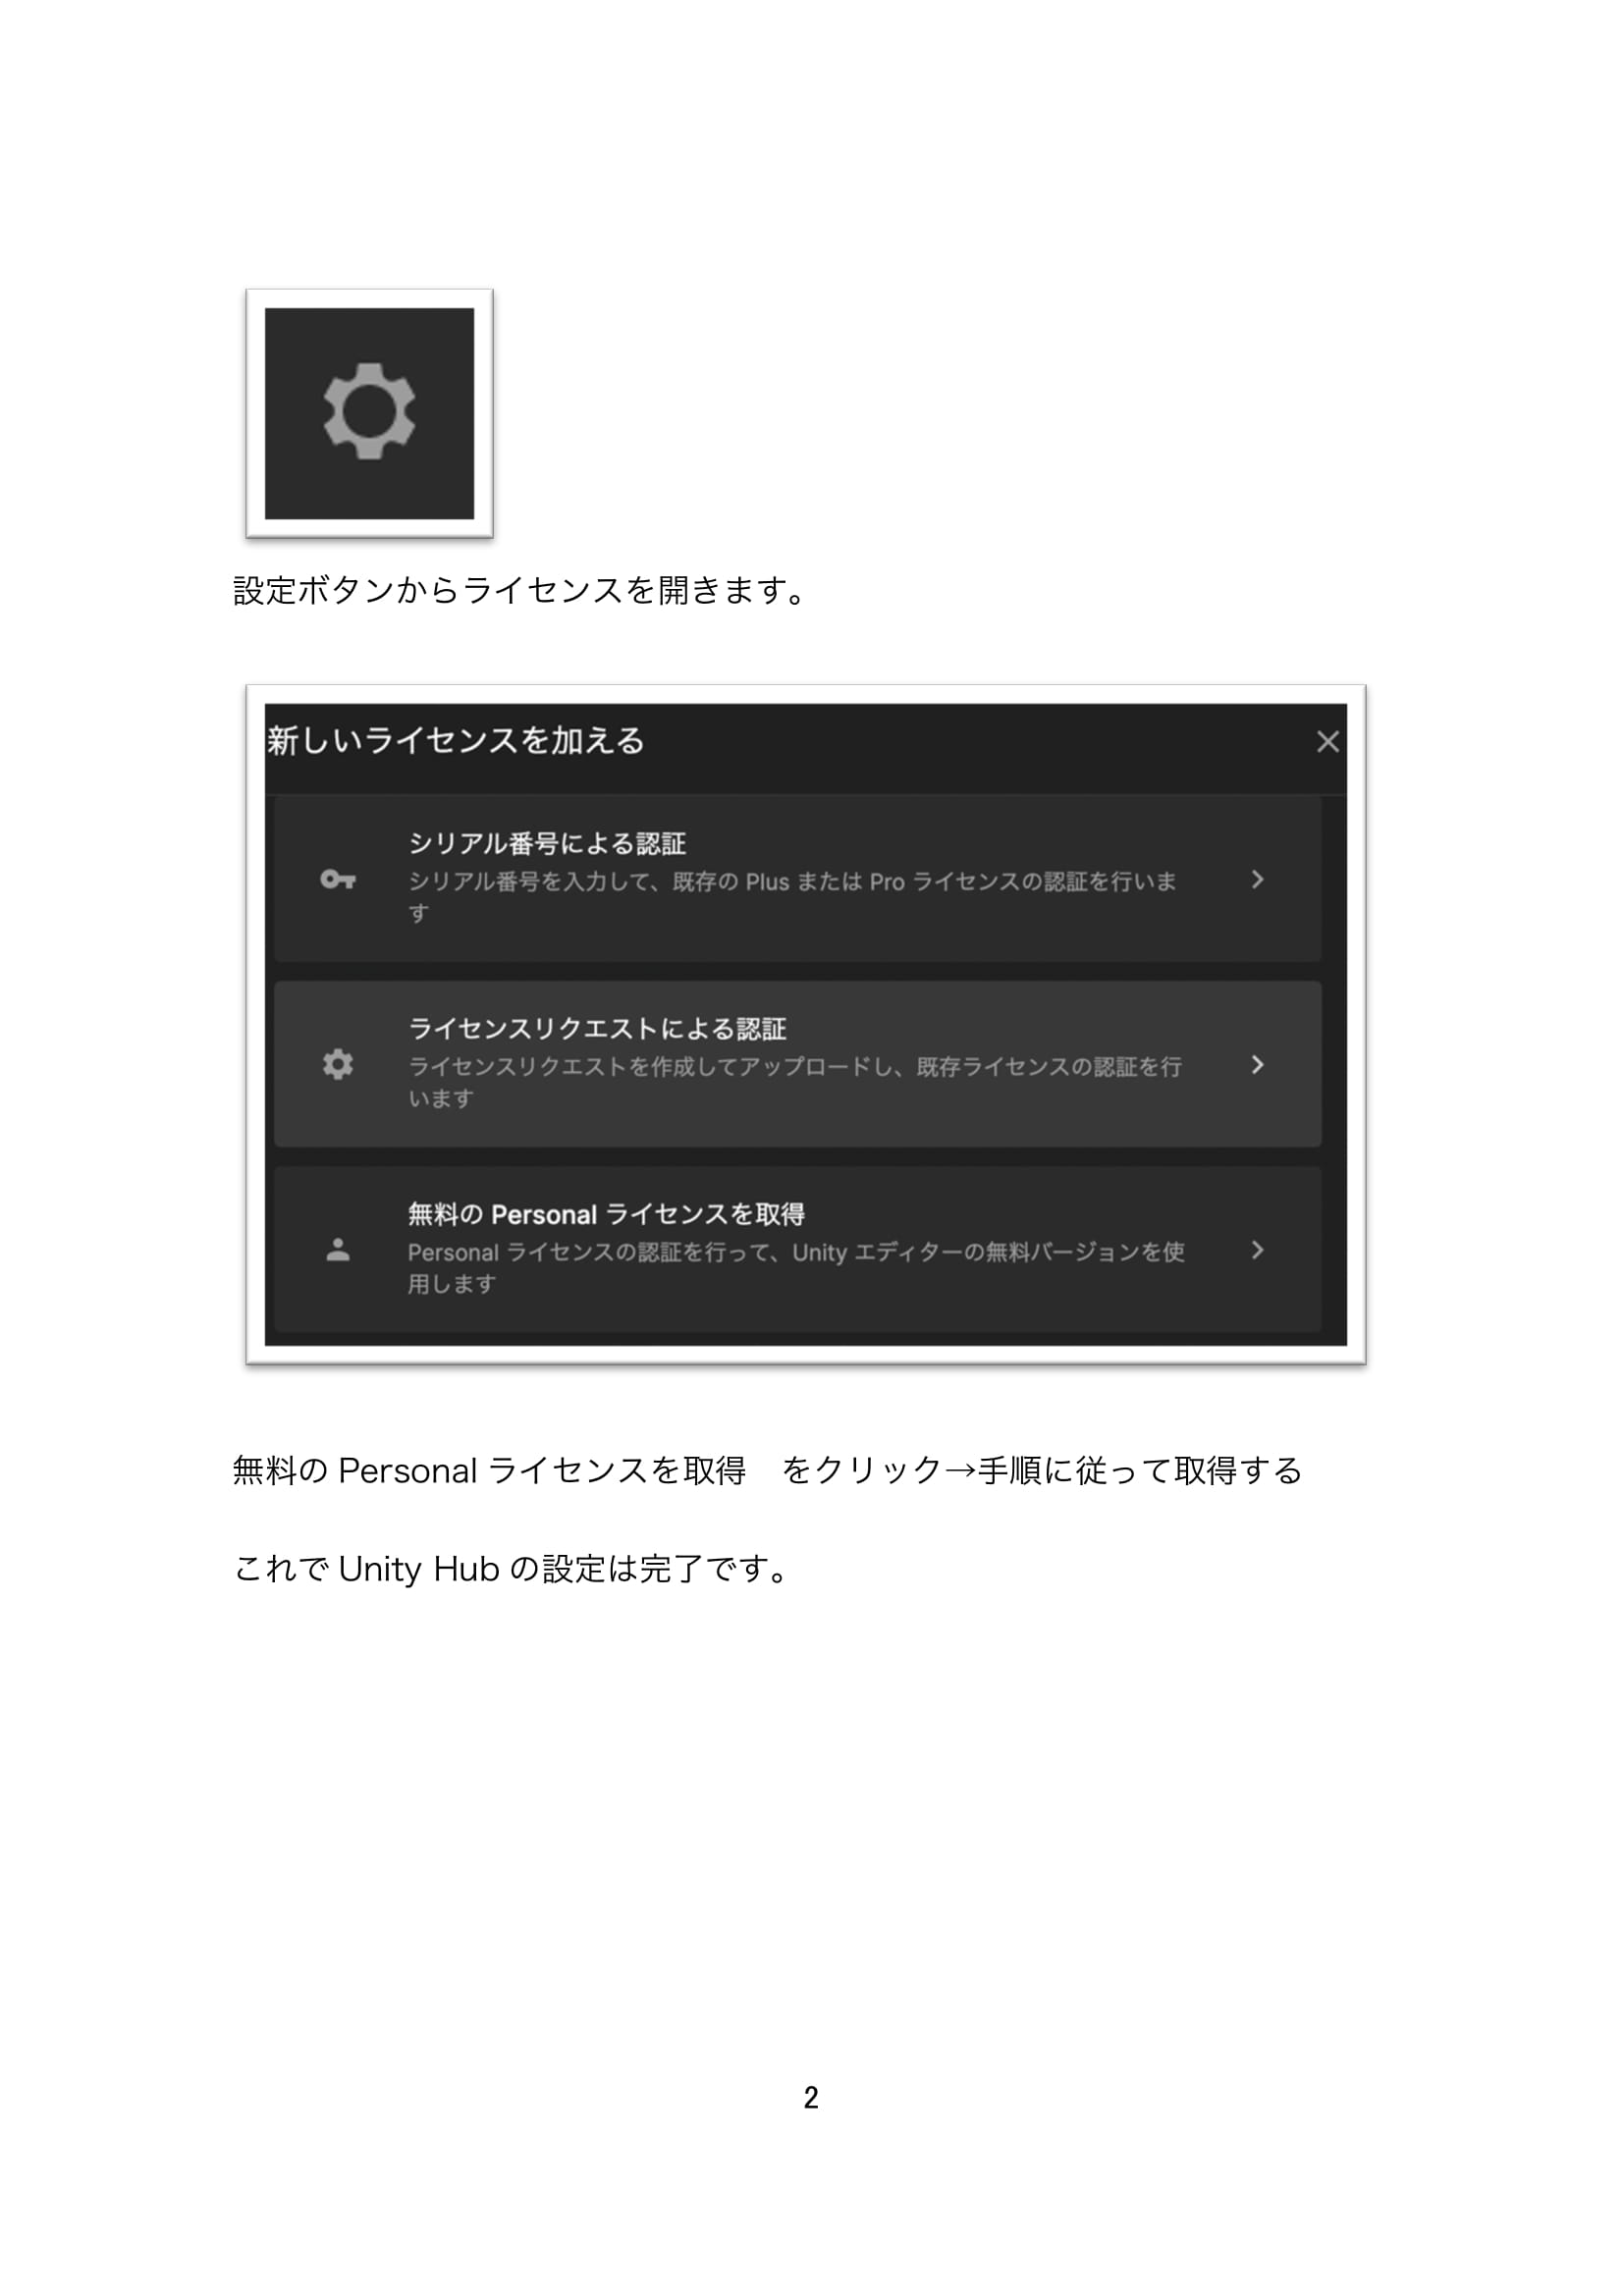 設定ボタンからライセンスを開きます。
新しいライセンスを加える
シリアル番号による認証
シリアル番号を入力して、既存の Plus または Pro ライセンスの認証を行いま
す
ライセンスリクエストによる認証
ライセンスリクエストを作成してアップロードし、既存ライセンスの認証を行
います
無料の Personal ライセンスを取得
Personal ライセンスの認証を行って、Unity エディターの無料バージョンを使
用します
無料の Personal ライセンスを取得　をクリック→手順に従って取得する
これで Unity Hub の設定は完了です。
2